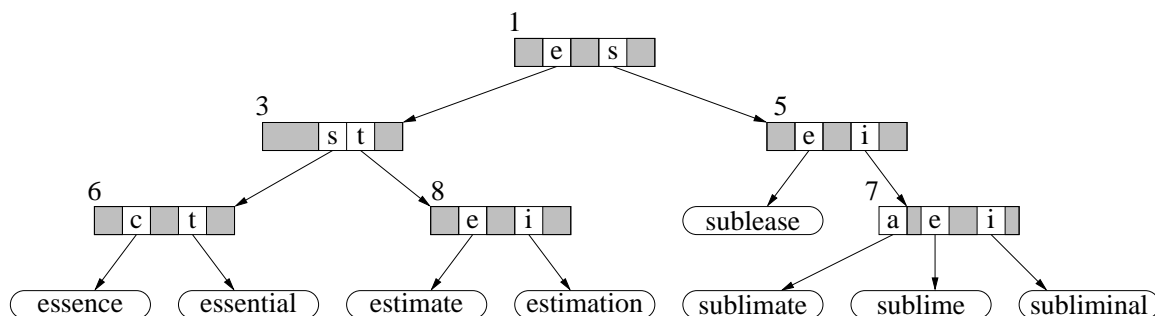 1
e s
3
s t
5
e i
6
c t
8
e i
sublease
7
a e i
essence
essential
estimate
estimation
sublimate
sublime
subliminal